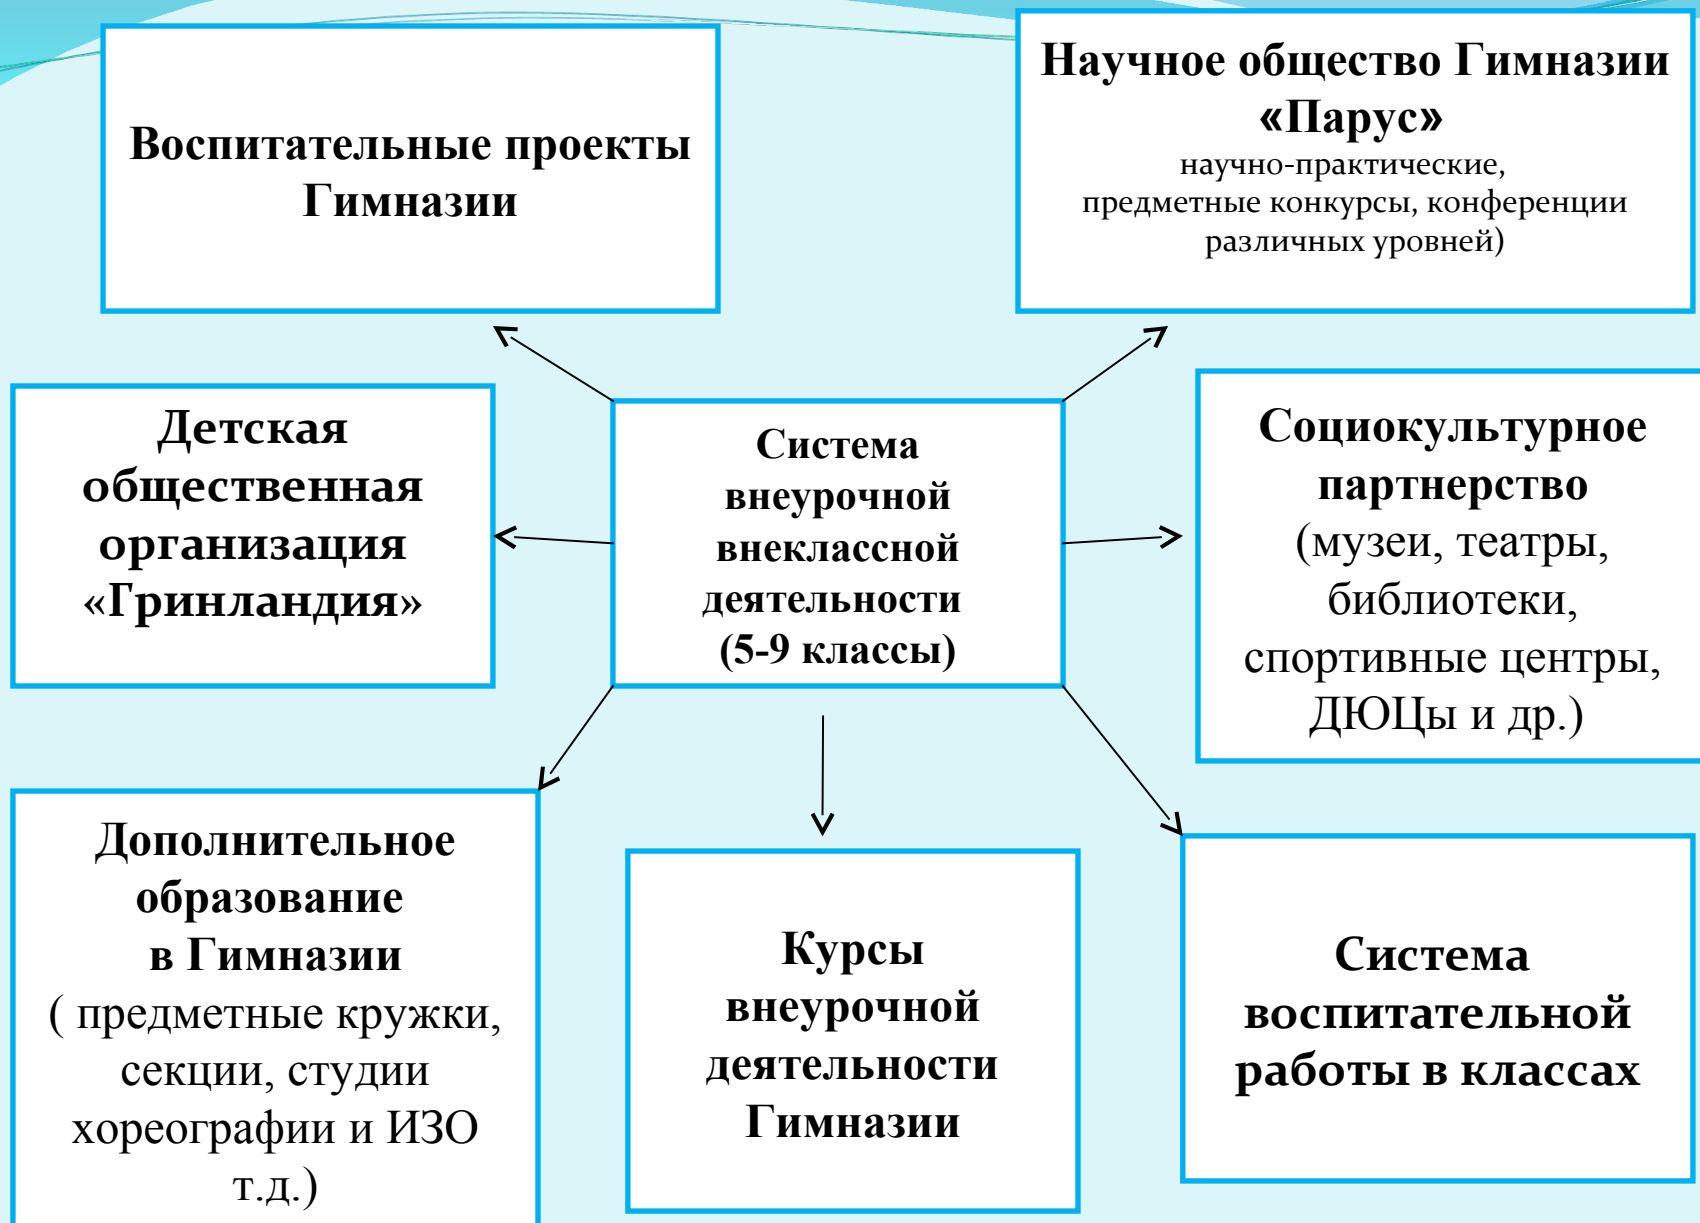 Воспитательные проекты
Гимназии
Научное общество Гимназии
«Парус»
научно-практические,
предметные конкурсы, конференции
различных уровней)
Детская
общественная
организация
«Гринландия»
Система
внеурочной
внеклассной
деятельности
(5-9 классы)
Социокультурное
партнерство
(музеи, театры,
библиотеки,
спортивные центры,
ДЮЦы и др.)
Дополнительное
образование
в Гимназии
( предметные кружки,
секции, студии
хореографии и ИЗО
т.д.)
Курсы
внеурочной
деятельности
Гимназии
Система
воспитательной
работы в классах